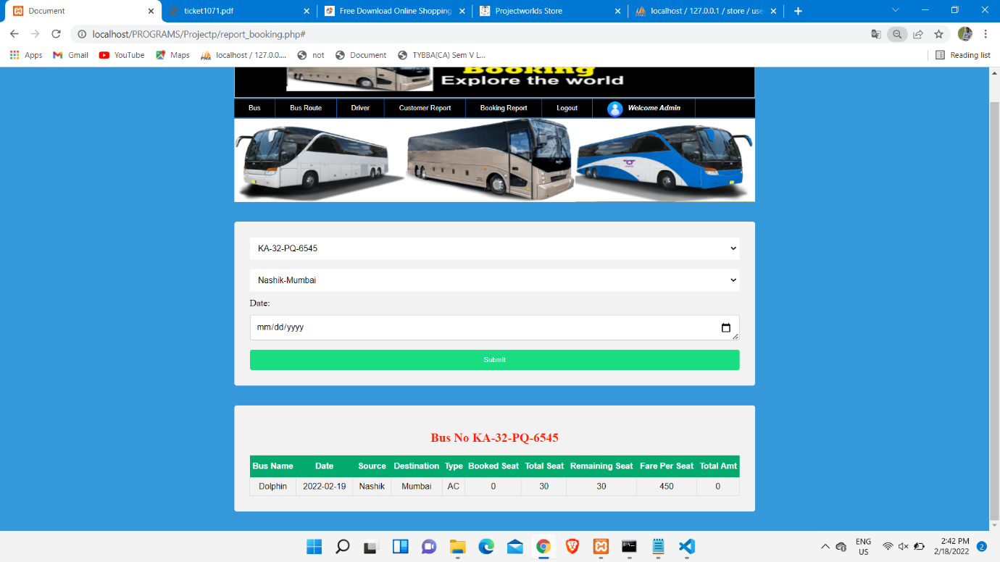 Document
ticket1071.pdf
Free Download Online Shopping
Projectworlds Store
localhost / 127.0.0.1 / store / use
localhost/PROGRAMS/Projectp/report_booking.php#
Apps
Gmail
YouTube
Maps
localhost / 127.0.0....
not
Document
TYBBA(CA) Sem V L...
Reading list
Booking
Explore the world
Bus
Bus Route
Driver
Customer Report
Booking Report
Logout
Welcome Admin
KA-32-PQ-6545
Nashik-Mumbai
Date:
mm/dd/yyyy
Submit
Bus No KA-32-PQ-6545
Bus Name Date Source Destination Type Booked Seat Total Seat Remaining Seat Fare Per Seat Total Amt
Dolphin 2022-02-19 Nashik Mumbai AC 0 30 30 450 0
ENG
US
2:42 PM
2/18/2022
2